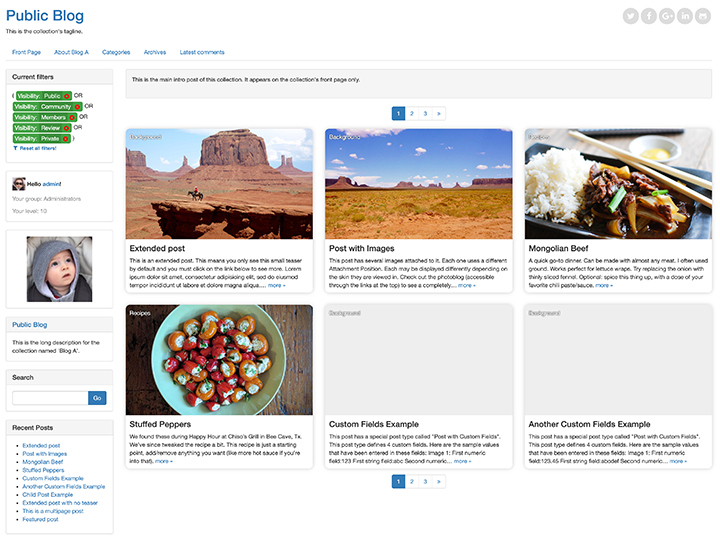 Public Blog
This is the collection's tagline.
Front Page
About Blog A
Categories
Archives
Latest comments
Current filters
( Visibility: Public OR
Visibility: Community OR
Visibility: Members OR
Visibility: Review OR
Visibility: Private )
Reset all filters!
Hello admin!
Your group: Administrators
Your level: 10
Public Blog
This is the long description for the
collection named 'Blog A'.
Search
Go
Recent Posts
Extended post
Post with Images
Mongolian Beef
Stuffed Peppers
Custom Fields Example
Another Custom Fields Example
Child Post Example
Extended post with no teaser
This is a multipage post
Featured post
This is the main intro post of this collection. It appears on the collection's front page only.
1 2 3 »
Background
Extended post
This is an extended post. This means you only see this small teaser
by default and you must click on the link below to see more. Lorem
ipsum dolor sit amet, consectetur adipisicing elit, sed do eiusmod
tempor incididunt ut labore et dolore magna aliqua.... more »
Background
Post with Images
This post has several images attached to it. Each one uses a different
Attachment Position. Each may be displayed differently depending on
the skin they are viewed in. Check out the photoblog (accessible
through the links at the top) to see a completely... more »
Recipes
Mongolian Beef
A quick go-to dinner. Can be made with almost any meat. I often used
ground. Works perfect for lettuce wraps. Try replacing the onion with
thinly sliced fennel. Optional: spice this thing up, with a dose of your
favorite chili paste/sauce. more »
Recipes
Stuffed Peppers
We found these during Happy Hour at Chiso's Grill in Bee Cave, Tx.
We've since tweaked the recipe a bit. This recipe is just a starting
point, add/remove anything you want (like more hot sauce if you're
into that). more »
Background
Custom Fields Example
This post has a special post type called "Post with Custom Fields".
This post type defines 4 custom fields. Here are the sample values
that have been entered in these fields: Image 1: First numeric
field:123 First string field:abc Second numeric... more »
Background
Another Custom Fields Example
This post has a special post type called "Post with Custom Fields".
This post type defines 4 custom fields. Here are the sample values
that have been entered in these fields: Image 1: First numeric
field:123.45 First string field:abcdef Second numeric... more »
1 2 3 »